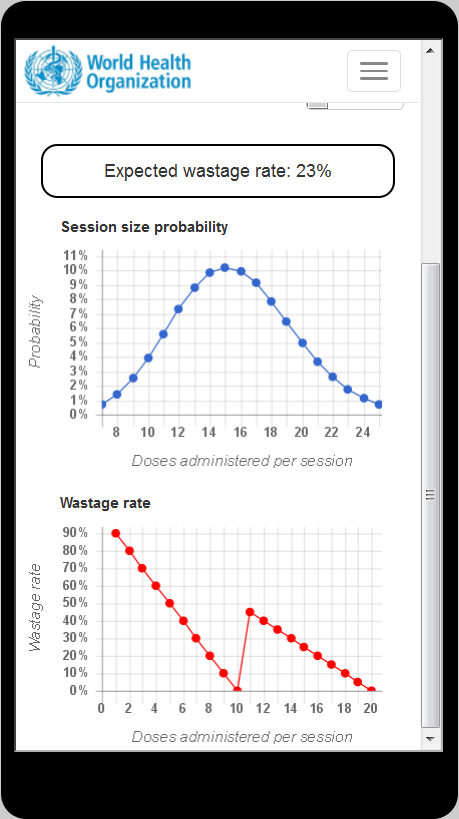 World Health
Organization
Expected wastage rate: 23%
Session size probability
11%
10%
9%
8%
7%
6%
5%
4%
3%
2%
1%
0%
Probability
8 10 12 14 16 18 20 22 24
Doses administered per session
Wastage rate
90%
80%
70%
60%
50%
40%
30%
20%
10%
0%
Wastage rate
0 2 4 6 8 10 12 14 16 18 20
Doses administered per session